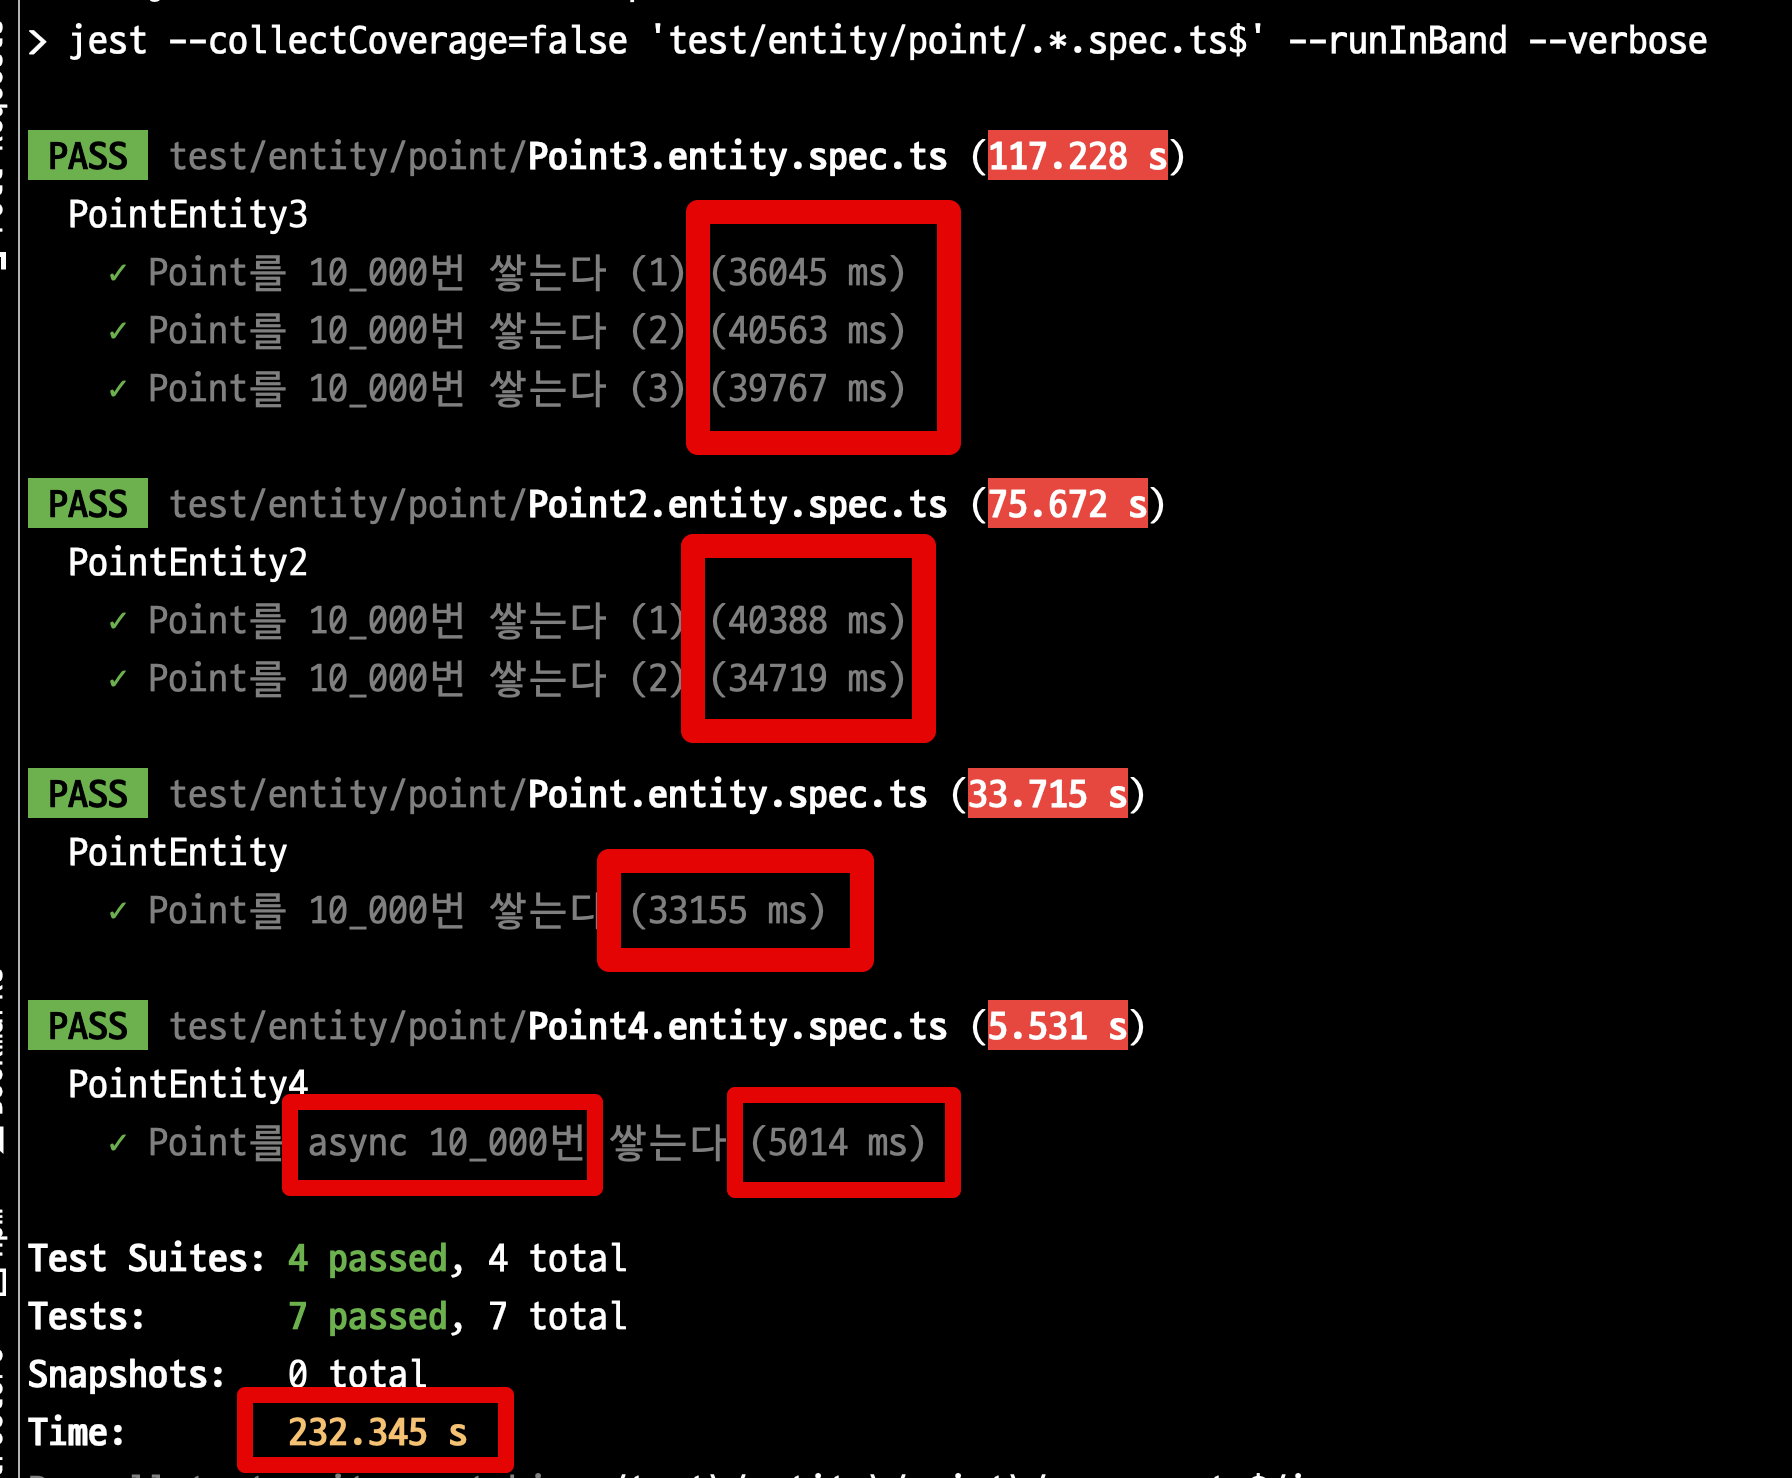 > jest --collectCoverage=false 'test/entity/point/.*.spec.ts$' --runInBand --verbose
PASS test/entity/point/Point3.entity.spec.ts (117.228 s)
PointEntity3
✓ Point를 10_000번 쌓는다 (1) (36045 ms)
✓ Point를 10_000번 쌓는다 (2) (40563 ms)
✓ Point를 10_000번 쌓는다 (3) (39767 ms)
PASS test/entity/point/Point2.entity.spec.ts (75.672 s)
PointEntity2
✓ Point를 10_000번 쌓는다 (1) (40388 ms)
✓ Point를 10_000번 쌓는다 (2) (34719 ms)
PASS test/entity/point/Point.entity.spec.ts (33.715 s)
PointEntity
✓ Point를 10_000번 쌓는다 (33155 ms)
PASS test/entity/point/Point4.entity.spec.ts (5.531 s)
PointEntity4
✓ Point를 async 10_000번 쌓는다 (5014 ms)
Test Suites: 4 passed, 4 total
Tests: 7 passed, 7 total
Snapshots: 0 total
Time: 232.345 s